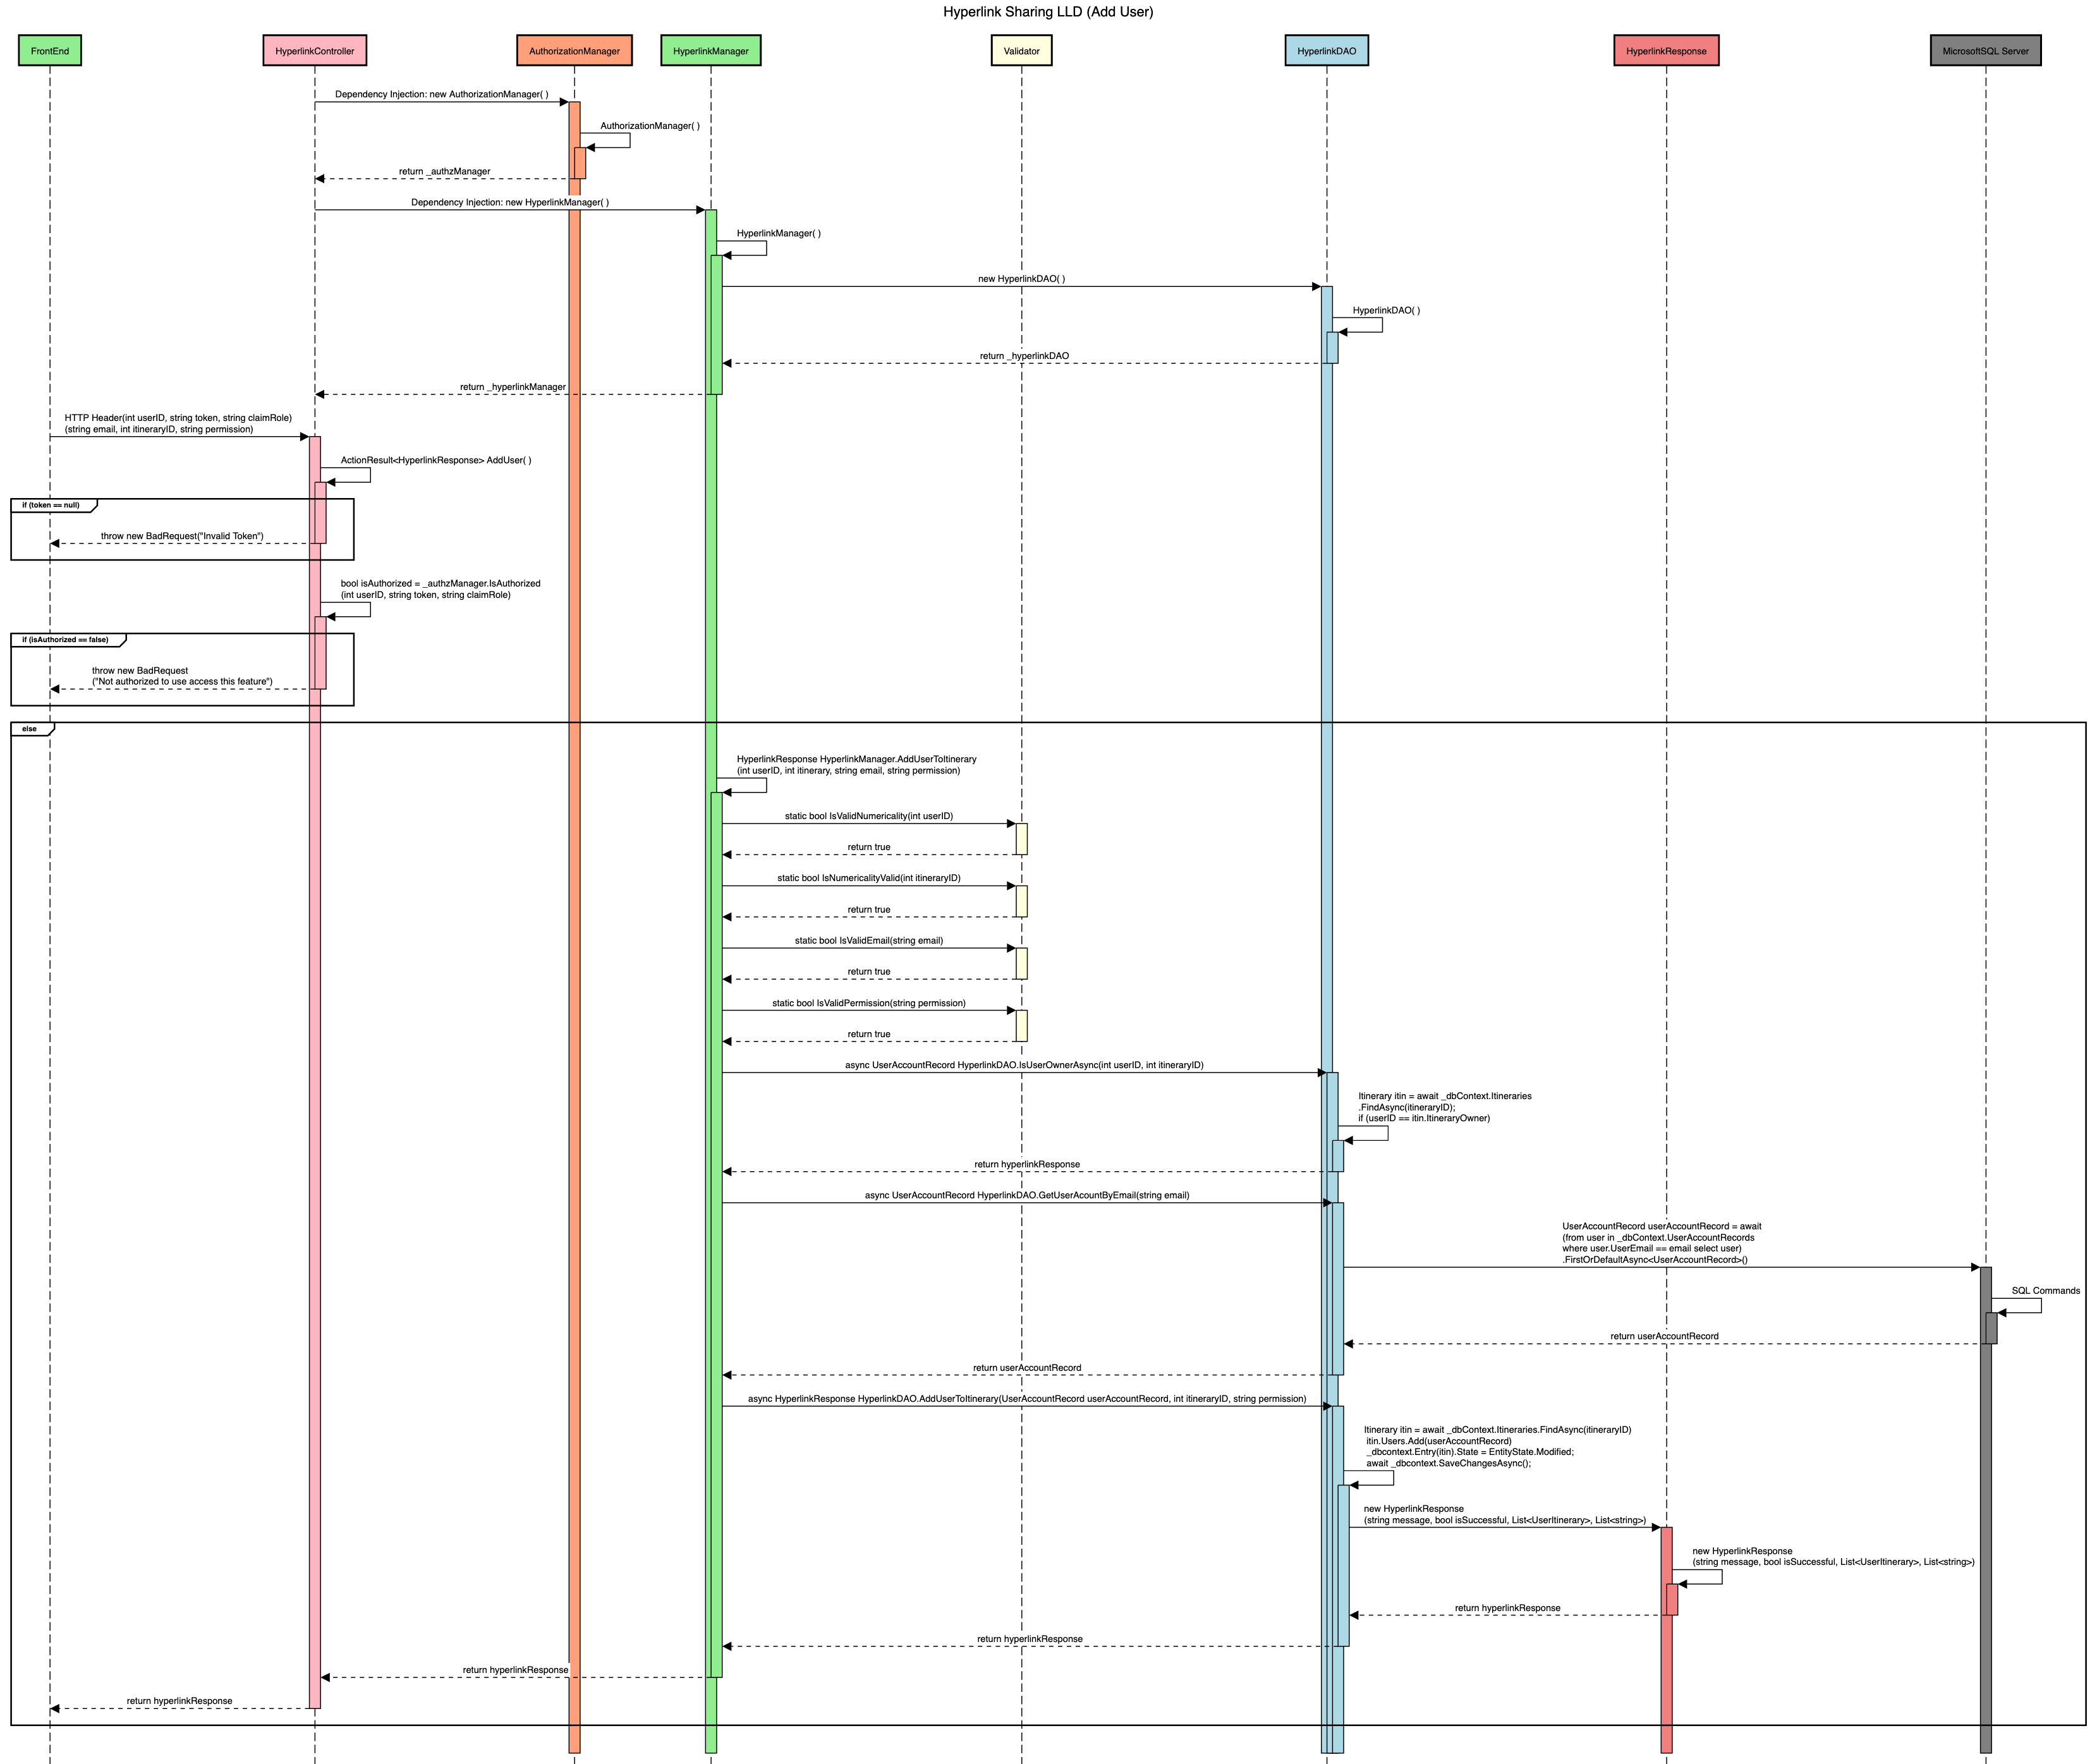 Hyperlink Sharing LLD (Add User)
FrontEnd
HyperlinkController
AuthorizationManager
HyperlinkManager
Validator
HyperlinkDAO
HyperlinkResponse
MicrosoftSQL Server
Dependency Injection: new AuthorizationManager( )
AuthorizationManager( )
return _authzManager
Dependency Injection: new HyperlinkManager( )
HyperlinkManager( )
new HyperlinkDAO( )
HyperlinkDAO( )
return _hyperlinkDAO
return _hyperlinkManager
HTTP Header(int userID, string token, string claimRole)
(string email, int itineraryID, string permission)
ActionResult<HyperlinkResponse> AddUser( )
if (token == null)
throw new BadRequest("Invalid Token")
bool isAuthorized = _authzManager.IsAuthorized
(int userID, string token, string claimRole)
if (isAuthorized == false)
throw new BadRequest
("Not authorized to use access this feature")
else
HyperlinkResponse HyperlinkManager.AddUserToItinerary
(int userID, int itinerary, string email, string permission)
static bool IsValidNumericality(int userID)
return true
static bool IsNumericalityValid(int itineraryID)
return true
static bool IsValidEmail(string email)
return true
static bool IsValidPermission(string permission)
return true
async UserAccountRecord HyperlinkDAO.IsUserOwnerAsync(int userID, int itineraryID)
Itinerary itin = await _dbContext.Itineraries
.FindAsync(itineraryID);
if (userID == itin.ItineraryOwner)
return hyperlinkResponse
async UserAccountRecord HyperlinkDAO.GetUserAcountByEmail(string email)
UserAccountRecord userAccountRecord = await
(from user in _dbContext.UserAccountRecords
where user.UserEmail == email select user)
.FirstOrDefaultAsync<UserAccountRecord>()
SQL Commands
return userAccountRecord
return userAccountRecord
async HyperlinkResponse HyperlinkDAO.AddUserToItinerary(UserAccountRecord userAccountRecord, int itineraryID, string permission)
Itinerary itin = await _dbContext.Itineraries.FindAsync(itineraryID)
itin.Users.Add(userAccountRecord)
_dbcontext.Entry(itin).State = EntityState.Modified;
await _dbcontext.SaveChangesAsync();
new HyperlinkResponse
(string message, bool isSuccessful, List<UserItinerary>, List<string>)
new HyperlinkResponse
(string message, bool isSuccessful, List<UserItinerary>, List<string>)
return hyperlinkResponse
return hyperlinkResponse
return hyperlinkResponse
return hyperlinkResponse